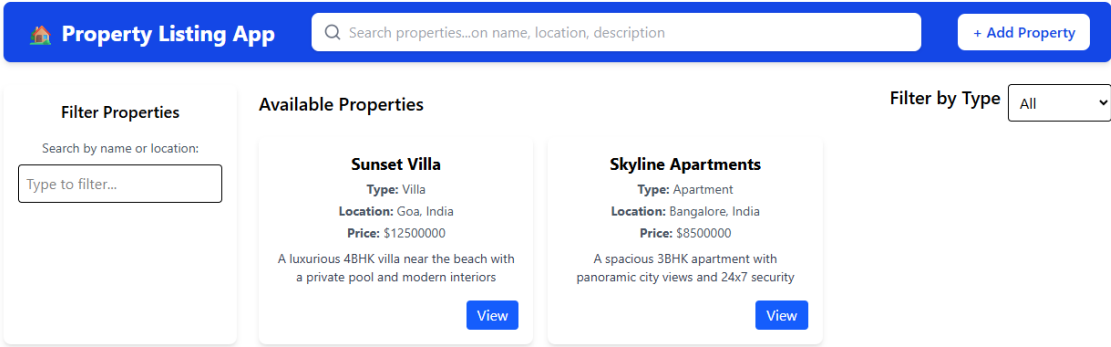 🏠 Property Listing App
Search properties...on name, location, description
+ Add Property
Filter Properties
Search by name or location:
Type to filter...
Available Properties
Filter by Type
All
Sunset Villa
Type: Villa
Location: Goa, India
Price: $12500000
A luxurious 4BHK villa near the beach with
a private pool and modern interiors
View
Skyline Apartments
Type: Apartment
Location: Bangalore, India
Price: $8500000
A spacious 3BHK apartment with
panoramic city views and 24x7 security
View